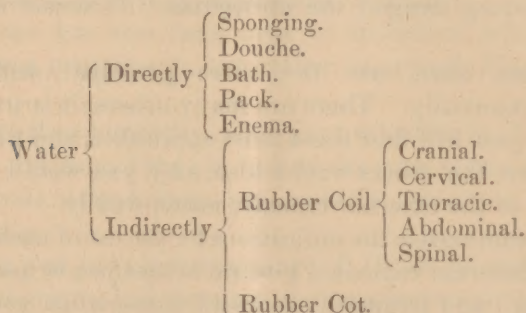 Sponging.
Douche.
Directly Bath.
Pack.
Enema.
Water
Cranial.
Cervical.
Rubber Coil Thoracic.
Indirectly Abdominal.
Spinal.
Rubber Cot.